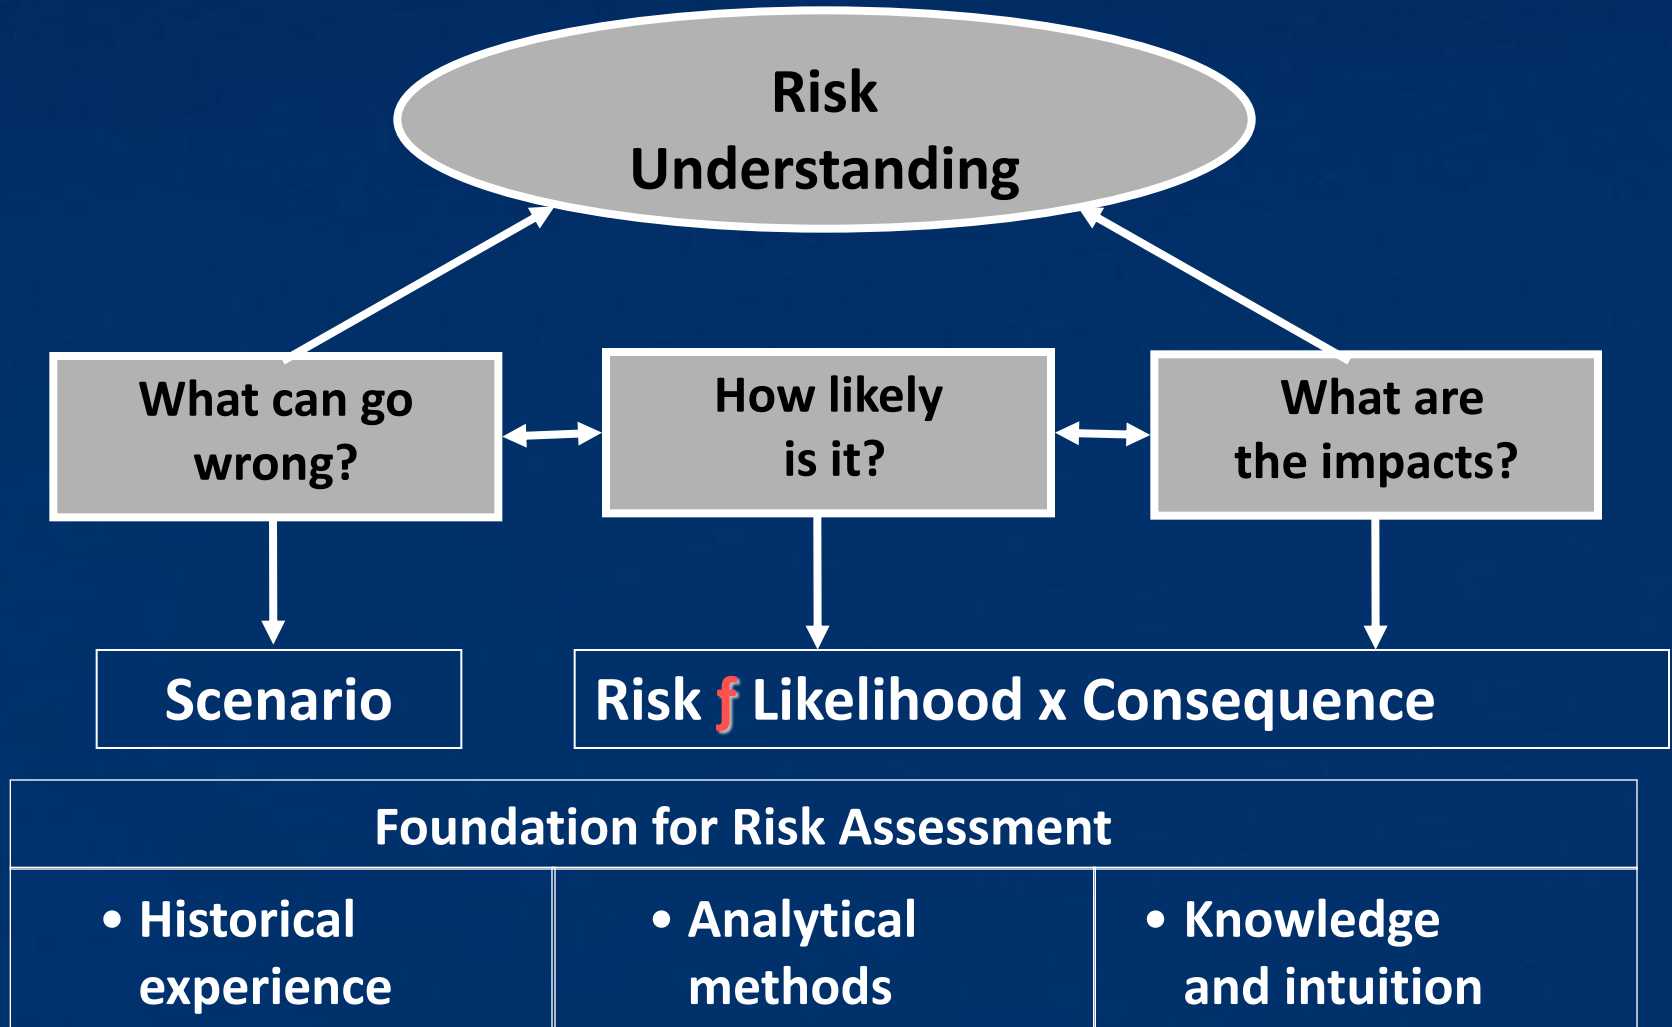 Risk
Understanding
What can go
wrong?
How likely
is it?
What are
the impacts?
Scenario
Risk ƒ Likelihood x Consequence
Foundation for Risk Assessment
• Historical
experience
• Analytical
methods
• Knowledge
and intuition